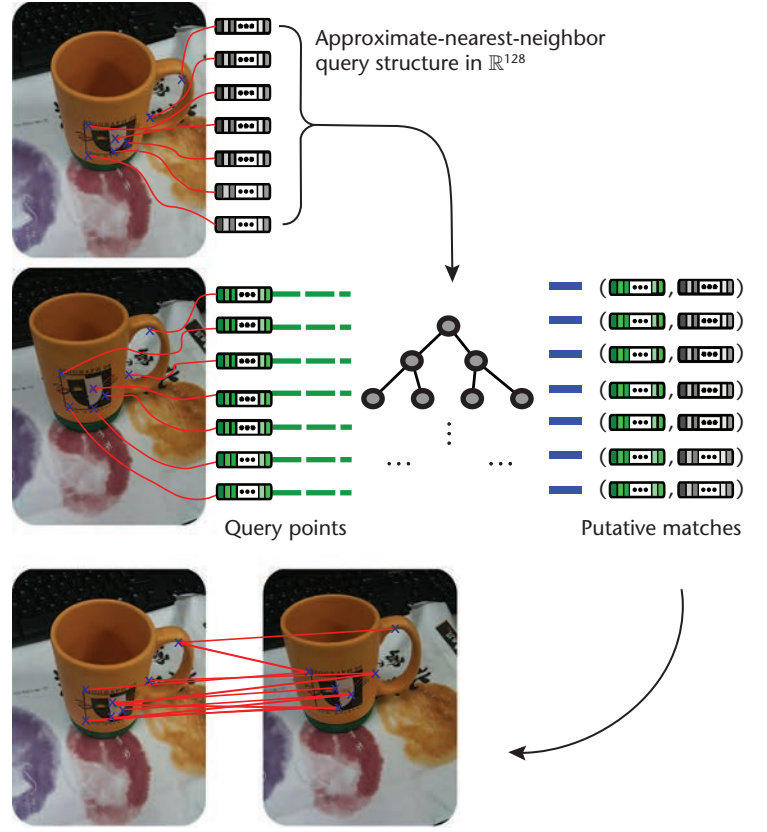 Approximate-nearest-neighbor
query structure in ℝ¹²⁸
Query points
Putative matches